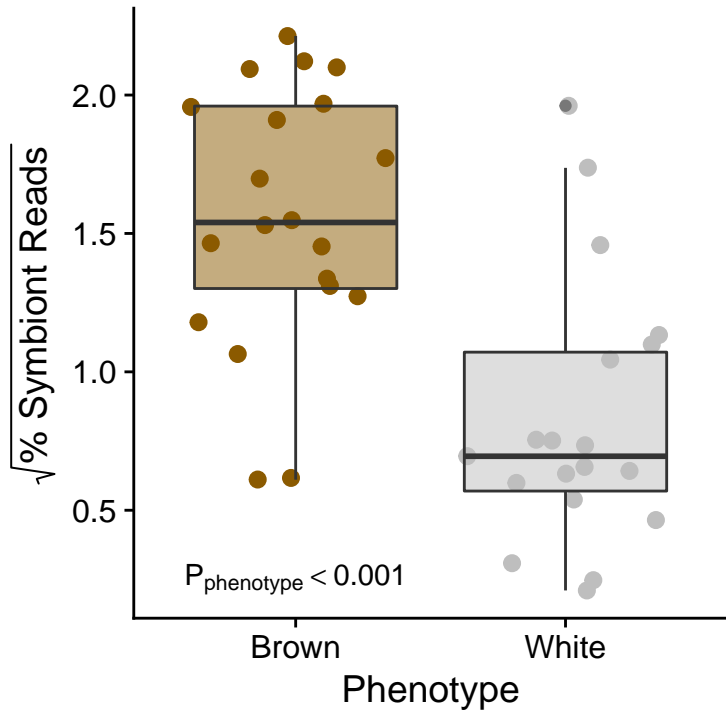 √% Symbiont Reads
2.0
1.5
1.0
0.5
Pphenotype < 0.001
Brown White
Phenotype